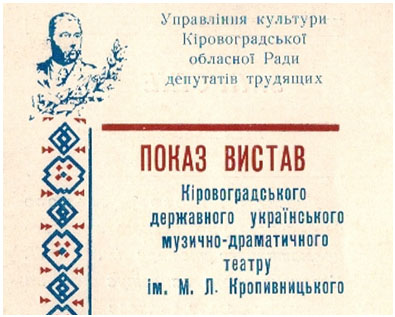 Управління культури
Кіровоградської
обласної Ради
депутатів трудящих
ПОКАЗ ВИСТАВ
Кіровоградського
державного українського
музично-драматичного
театру
ім. М. Л. Кропивницького